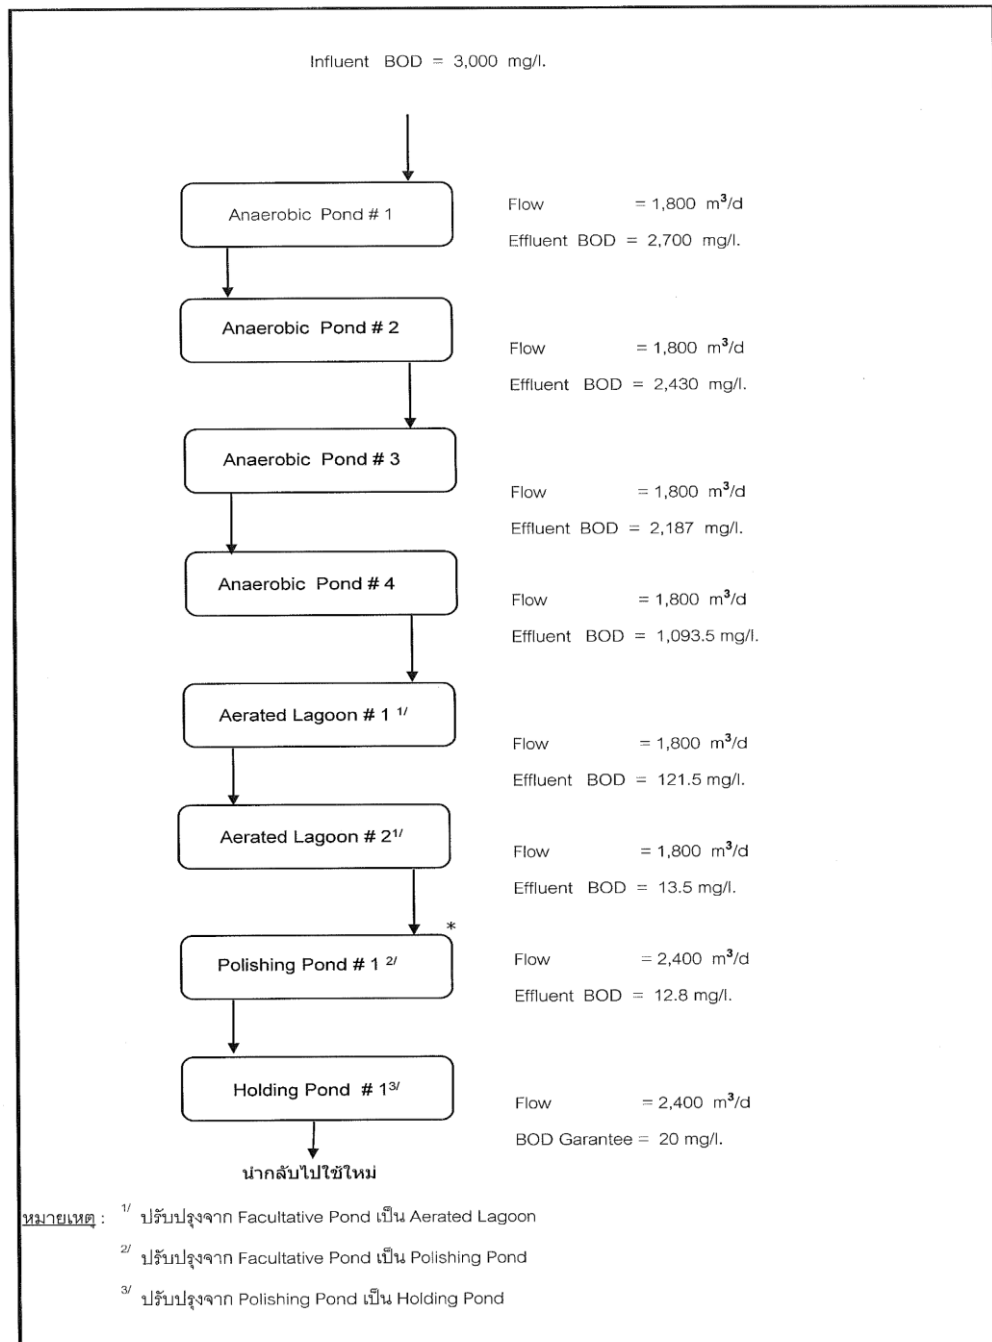 Influent BOD = 3,000 mg/l.
Anaerobic Pond # 1
Flow = 1,800 m³/d
Effluent BOD = 2,700 mg/l.
Anaerobic Pond # 2
Flow = 1,800 m³/d
Effluent BOD = 2,430 mg/l.
Anaerobic Pond # 3
Flow = 1,800 m³/d
Effluent BOD = 2,187 mg/l.
Anaerobic Pond # 4
Flow = 1,800 m³/d
Effluent BOD = 1,093.5 mg/l.
Aerated Lagoon # 1 1/
Flow = 1,800 m³/d
Effluent BOD = 121.5 mg/l.
Aerated Lagoon # 2 1/
Flow = 1,800 m³/d
Effluent BOD = 13.5 mg/l.
*
Polishing Pond # 1 2/
Flow = 2,400 m³/d
Effluent BOD = 12.8 mg/l.
Holding Pond # 1 3/
Flow = 2,400 m³/d
BOD Garantee = 20 mg/l.
นำกลับไปใช้ใหม่
หมายเหตุ : 1/ ปรับปรุงจาก Facultative Pond เป็น Aerated Lagoon
2/ ปรับปรุงจาก Facultative Pond เป็น Polishing Pond
3/ ปรับปรุงจาก Polishing Pond เป็น Holding Pond